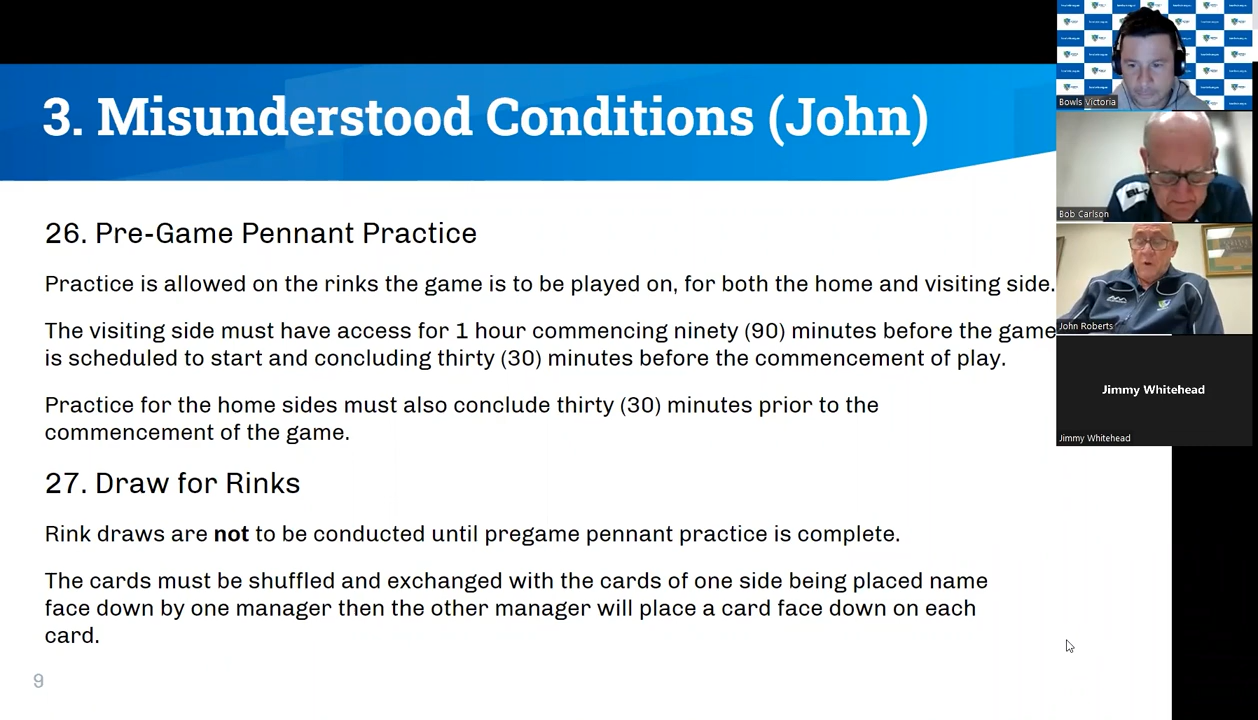 3. Misunderstood Conditions (John)
26. Pre-Game Pennant Practice
Practice is allowed on the rinks the game is to be played on, for both the home and visiting side.
The visiting side must have access for 1 hour commencing ninety (90) minutes before the game
is scheduled to start and concluding thirty (30) minutes before the commencement of play.
Practice for the home sides must also conclude thirty (30) minutes prior to the
commencement of the game.
27. Draw for Rinks
Rink draws are not to be conducted until pregame pennant practice is complete.
The cards must be shuffled and exchanged with the cards of one side being placed name
face down by one manager then the other manager will place a card face down on each
card.
9
Bowls Victoria
Bob Carlson
John Roberts
Jimmy Whitehead
Jimmy Whitehead